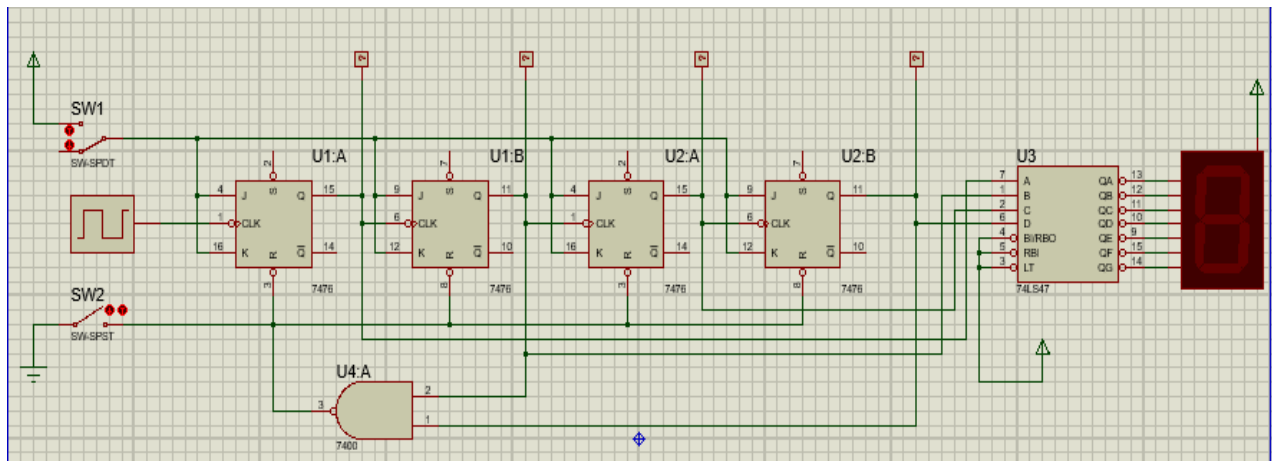 ? ? ? ?
SW1
SW-SPDT
U1:A U1:B U2:A U2:B U3
2 7 2 7
4 J S Q 15
9 J S Q 11
4 J S Q 15
9 J S Q 11
1 CLK
6 CLK
1 CLK
6 CLK
16 K R Q 14
12 K R Q 10
16 K R Q 14
12 K R Q 10
3 8 3 8
7476 7476 7476 7476
7 A QA 13
1 B QB 12
2 C QC 11
6 D QD 10
4 BI/RBO QE 9
5 RBI QF 15
3 LT QG 14
74LS47
SW2
SW-SPST
U4:A
3 2
1
7400